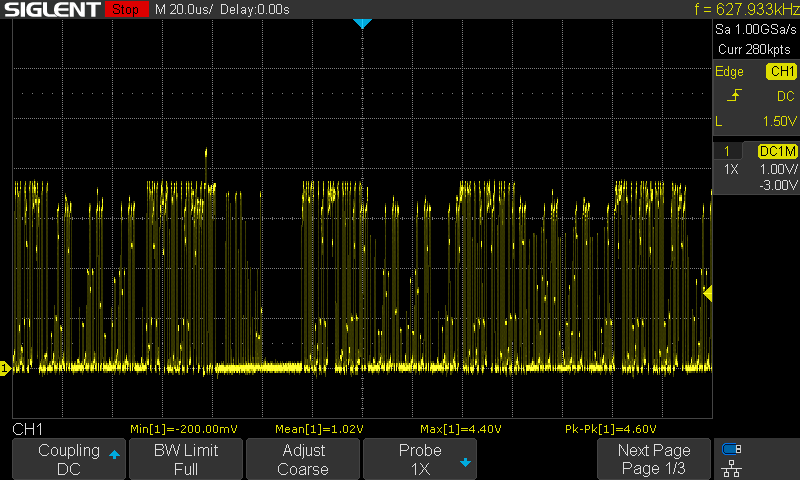 SIGLENT Stop M 20.0us/ Delay:0.00s f = 627.933kHz
Sa 1.00GSa/s
Curr 280kpts
Edge CH1
DC
L 1.50V
1 DC1M
1X 1.00V/
-3.00V
1
CH1 Min[1]=-200.00mV Mean[1]=1.02V Max[1]=4.40V Pk-Pk[1]=4.60V
Coupling BW Limit Adjust Probe Next Page
DC Full Coarse 1X Page 1/3